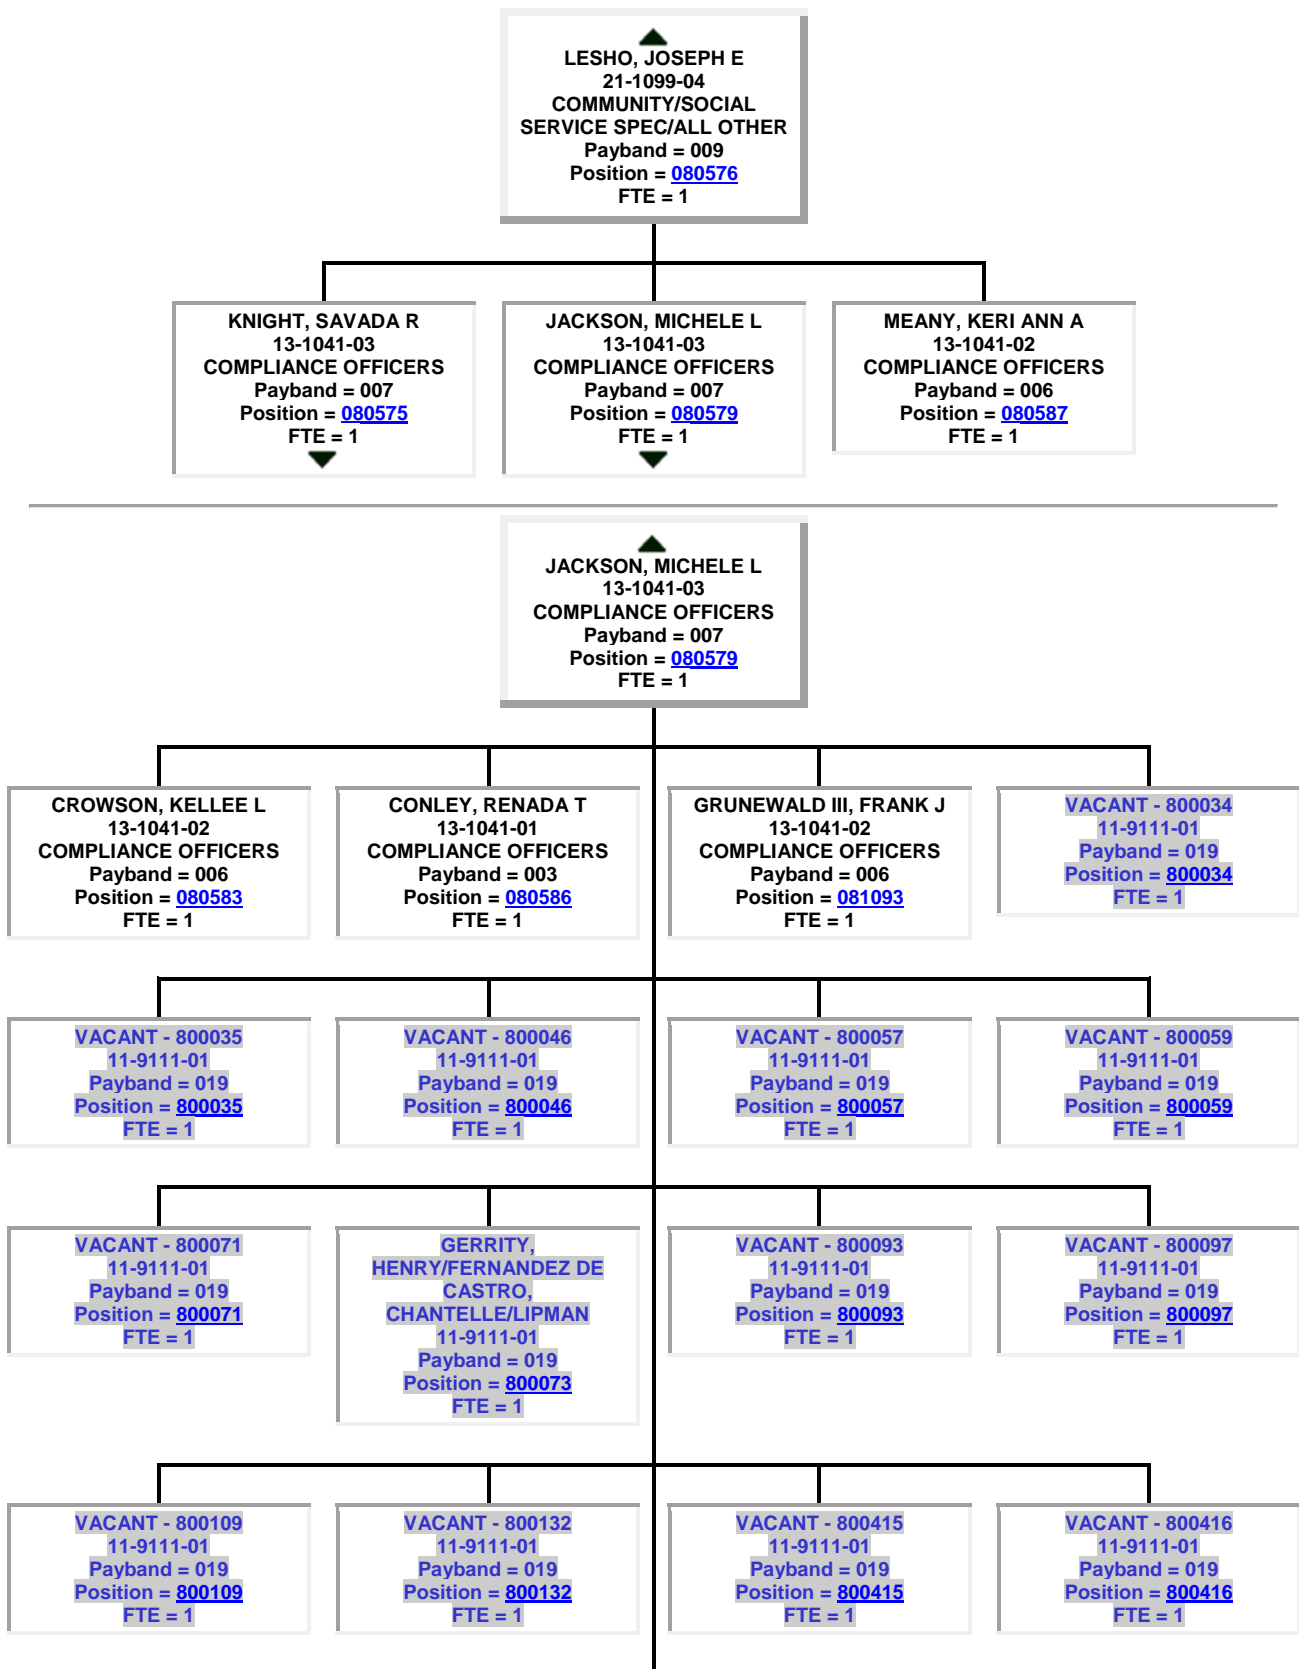 LESHO, JOSEPH E
21-1099-04
COMMUNITY/SOCIAL
SERVICE SPEC/ALL OTHER
Payband = 009
Position = 080576
FTE = 1
KNIGHT, SAVADA R
13-1041-03
COMPLIANCE OFFICERS
Payband = 007
Position = 080575
FTE = 1
JACKSON, MICHELE L
13-1041-03
COMPLIANCE OFFICERS
Payband = 007
Position = 080579
FTE = 1
MEANY, KERI ANN A
13-1041-02
COMPLIANCE OFFICERS
Payband = 006
Position = 080587
FTE = 1
JACKSON, MICHELE L
13-1041-03
COMPLIANCE OFFICERS
Payband = 007
Position = 080579
FTE = 1
CROWSON, KELLEE L
13-1041-02
COMPLIANCE OFFICERS
Payband = 006
Position = 080583
FTE = 1
CONLEY, RENADA T
13-1041-01
COMPLIANCE OFFICERS
Payband = 003
Position = 080586
FTE = 1
GRUNEWALD III, FRANK J
13-1041-02
COMPLIANCE OFFICERS
Payband = 006
Position = 081093
FTE = 1
VACANT - 800034
11-9111-01
Payband = 019
Position = 800034
FTE = 1
VACANT - 800035
11-9111-01
Payband = 019
Position = 800035
FTE = 1
VACANT - 800046
11-9111-01
Payband = 019
Position = 800046
FTE = 1
VACANT - 800057
11-9111-01
Payband = 019
Position = 800057
FTE = 1
VACANT - 800059
11-9111-01
Payband = 019
Position = 800059
FTE = 1
VACANT - 800071
11-9111-01
Payband = 019
Position = 800071
FTE = 1
GERRITY,
HENRY/FERNANDEZ DE
CASTRO,
CHANTELLE/LIPMAN
11-9111-01
Payband = 019
Position = 800073
FTE = 1
VACANT - 800093
11-9111-01
Payband = 019
Position = 800093
FTE = 1
VACANT - 800097
11-9111-01
Payband = 019
Position = 800097
FTE = 1
VACANT - 800109
11-9111-01
Payband = 019
Position = 800109
FTE = 1
VACANT - 800132
11-9111-01
Payband = 019
Position = 800132
FTE = 1
VACANT - 800415
11-9111-01
Payband = 019
Position = 800415
FTE = 1
VACANT - 800416
11-9111-01
Payband = 019
Position = 800416
FTE = 1